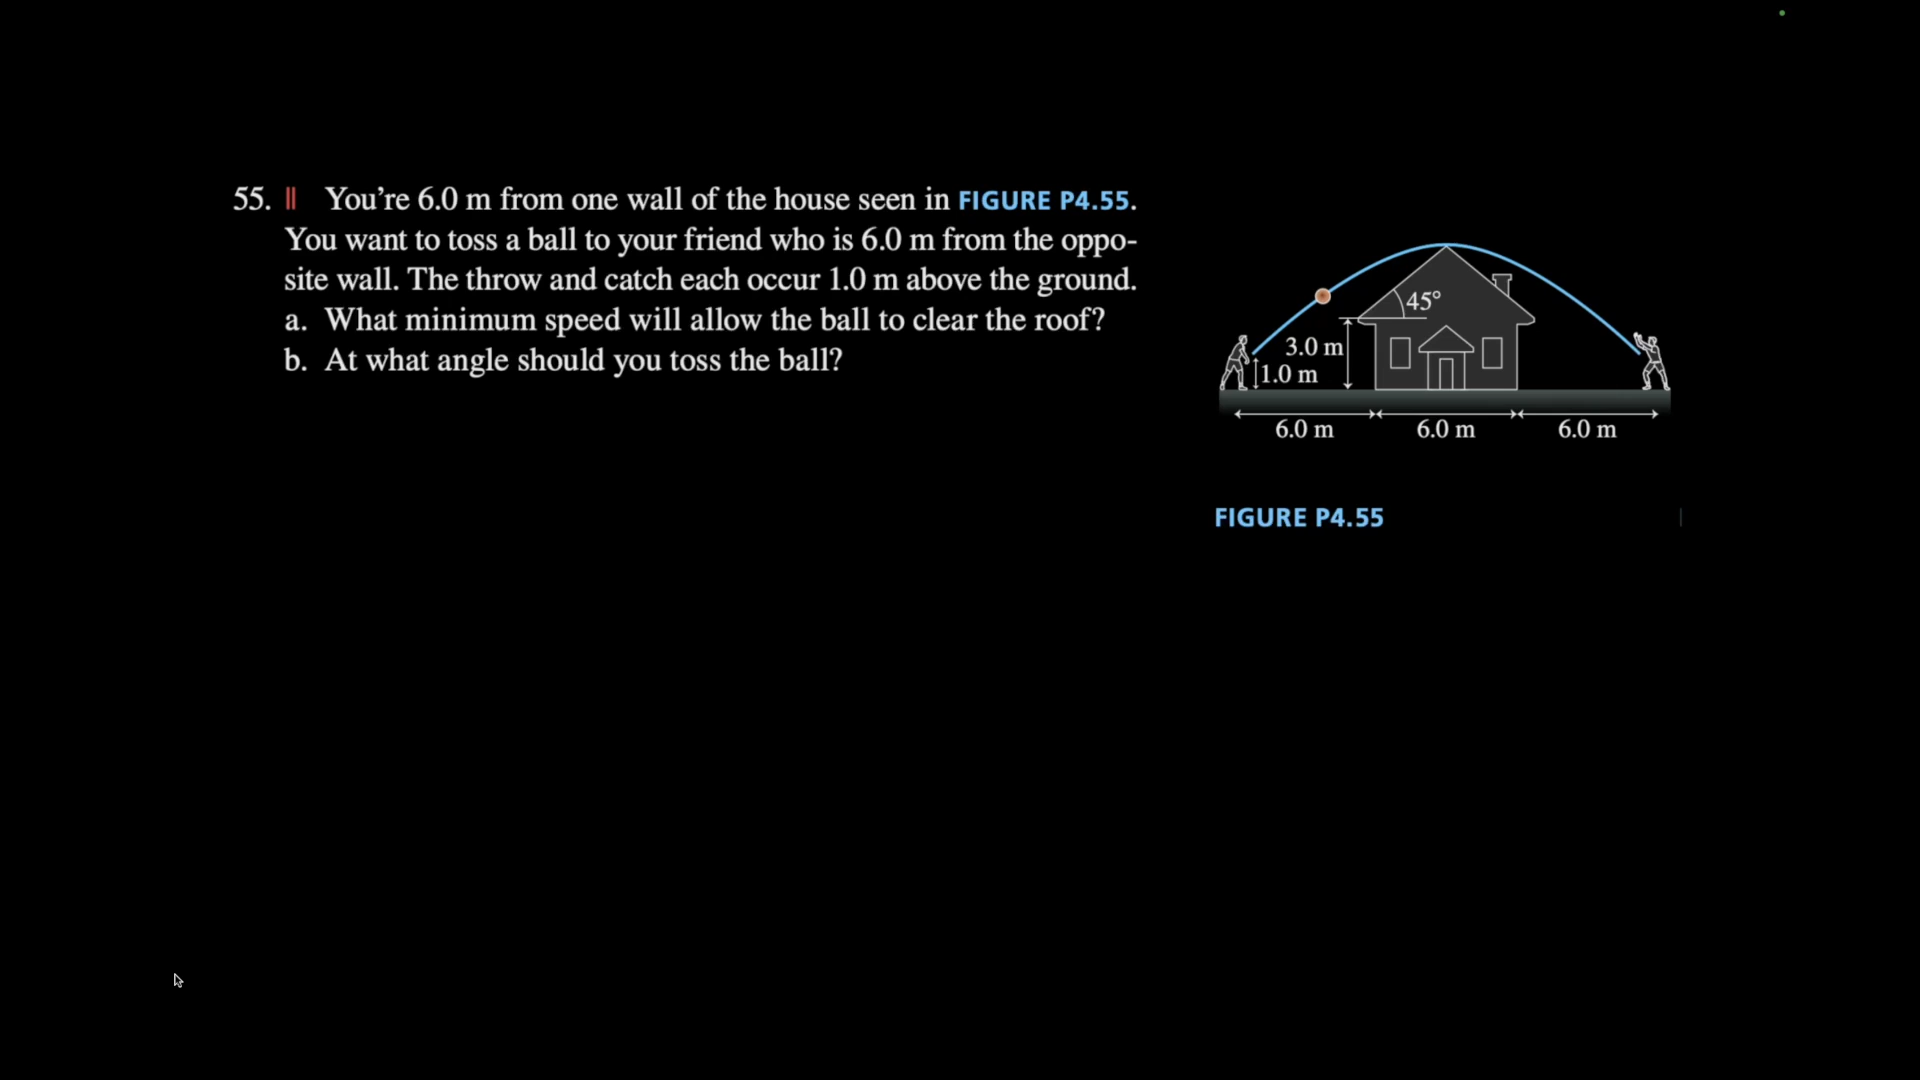 55. || You’re 6.0 m from one wall of the house seen in FIGURE P4.55.
You want to toss a ball to your friend who is 6.0 m from the oppo-
site wall. The throw and catch each occur 1.0 m above the ground.
a. What minimum speed will allow the ball to clear the roof?
b. At what angle should you toss the ball?
45°
3.0 m
1.0 m
6.0 m 6.0 m 6.0 m
FIGURE P4.55